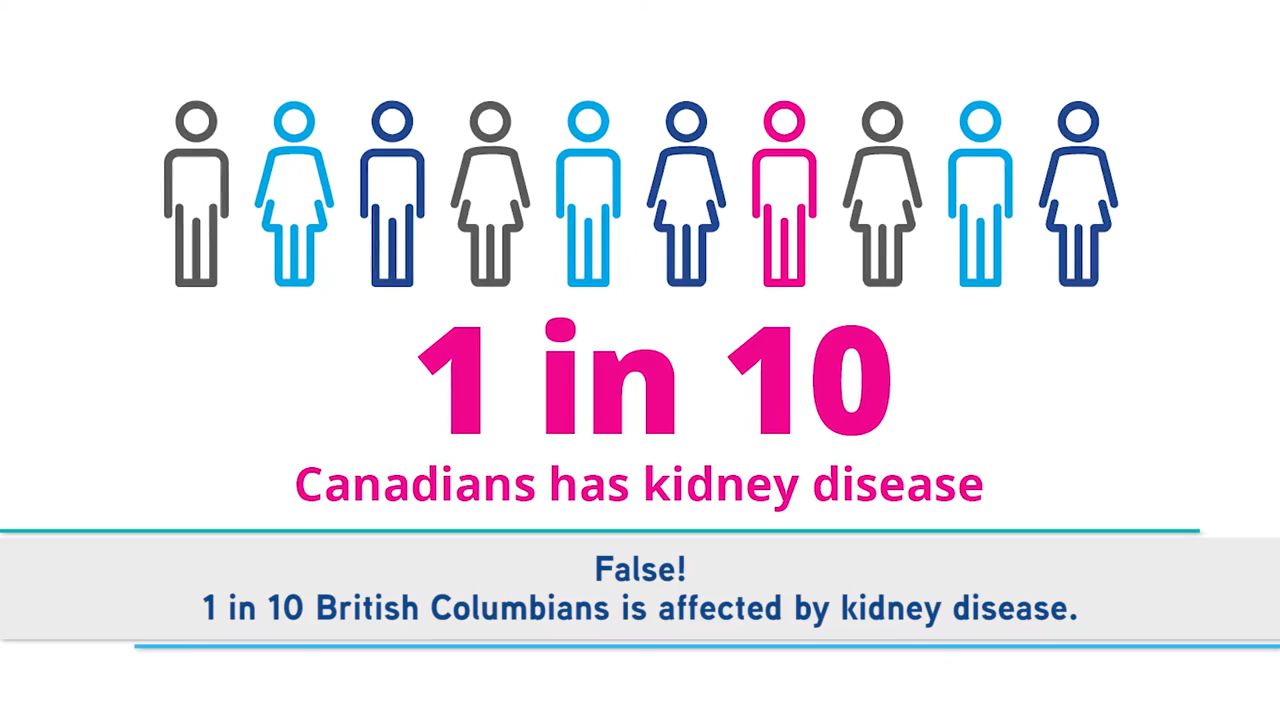 1 in 10
Canadians has kidney disease
False!
1 in 10 British Columbians is affected by kidney disease.